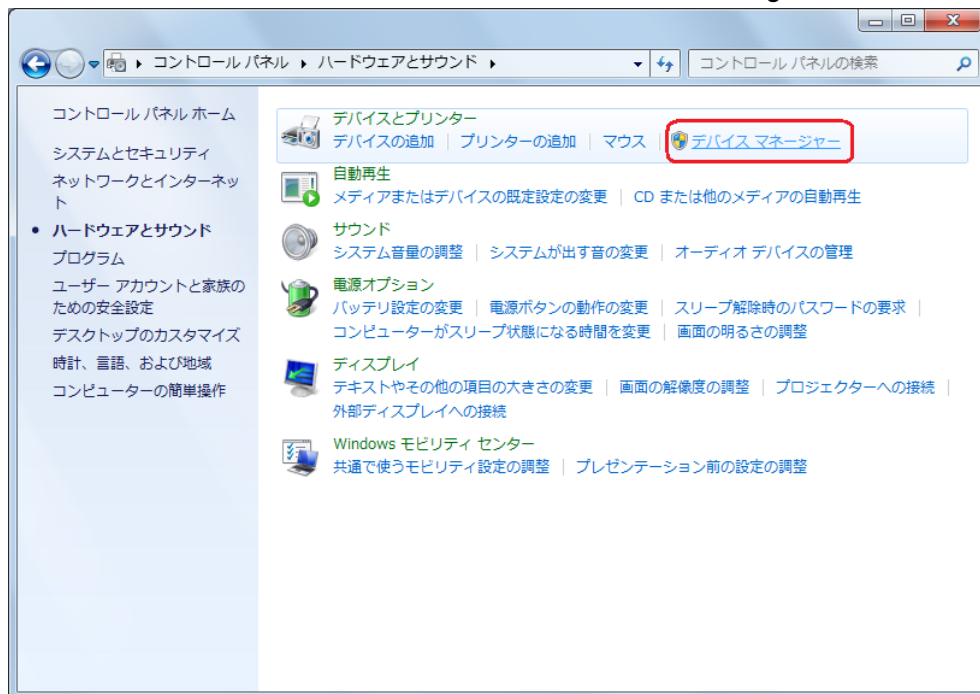 コントロール パネル ▸ ハードウェアとサウンド ▸
コントロール パネルの検索
コントロール パネル ホーム
システムとセキュリティ
ネットワークとインターネッ
ト
ハードウェアとサウンド
プログラム
ユーザー アカウントと家族の
ための安全設定
デスクトップのカスタマイズ
時計、言語、および地域
コンピューターの簡単操作
デバイスとプリンター
デバイスの追加 | プリンターの追加 | マウス | デバイス マネージャー
自動再生
メディアまたはデバイスの既定設定の変更 | CD または他のメディアの自動再生
サウンド
システム音量の調整 | システムが出す音の変更 | オーディオ デバイスの管理
電源オプション
バッテリ設定の変更 | 電源ボタンの動作の変更 | スリープ解除時のパスワードの要求 |
コンピューターがスリープ状態になる時間を変更 | 画面の明るさの調整
ディスプレイ
テキストやその他の項目の大きさの変更 | 画面の解像度の調整 | プロジェクターへの接続 |
外部ディスプレイへの接続
Windows モビリティ センター
共通で使うモビリティ設定の調整 | プレゼンテーション前の設定の調整